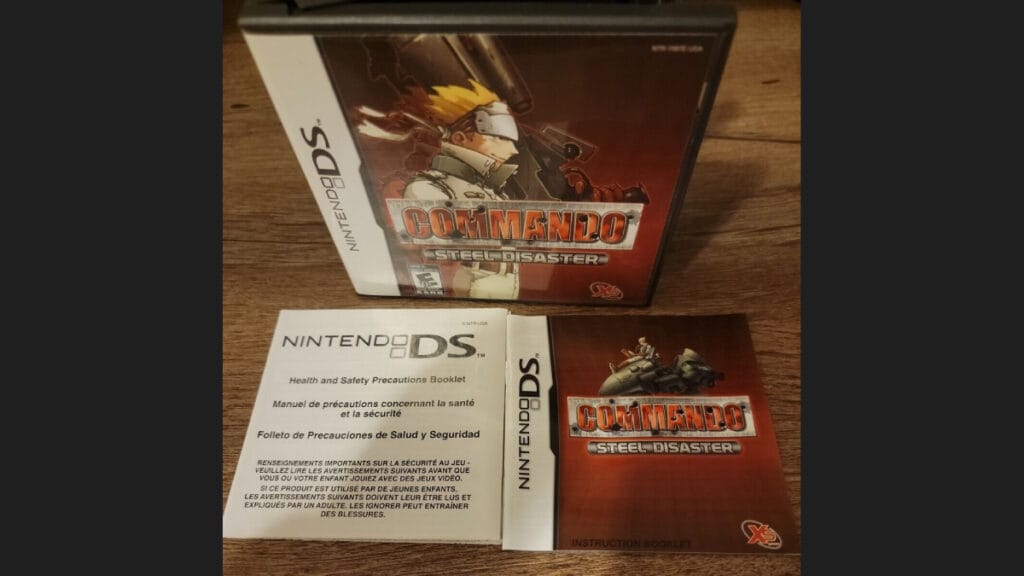 NINTENDO DS™
COMMANDO
STEEL DISASTER
E
NINTENDO DS™
Health and Safety Precautions Booklet
Manuel de précautions concernant la santé
et la sécurité
Folleto de Precauciones de Salud y Seguridad
RENSEIGNEMENTS IMPORTANTS SUR LA SÉCURITÉ AU JEU -
VEUILLEZ LIRE LES AVERTISSEMENTS SUIVANTS AVANT QUE
VOUS OU VOTRE ENFANT JOUIEZ AVEC DES JEUX VIDÉO.
SI CE PRODUIT EST UTILISÉ PAR DE JEUNES ENFANTS,
LES AVERTISSEMENTS SUIVANTS DOIVENT LEUR ÊTRE LUS ET
EXPLIQUÉS PAR UN ADULTE. LES IGNORER PEUT ENTRAÎNER
DES BLESSURES.
NINTENDO DS™
COMMANDO
STEEL DISASTER
INSTRUCTION BOOKLET